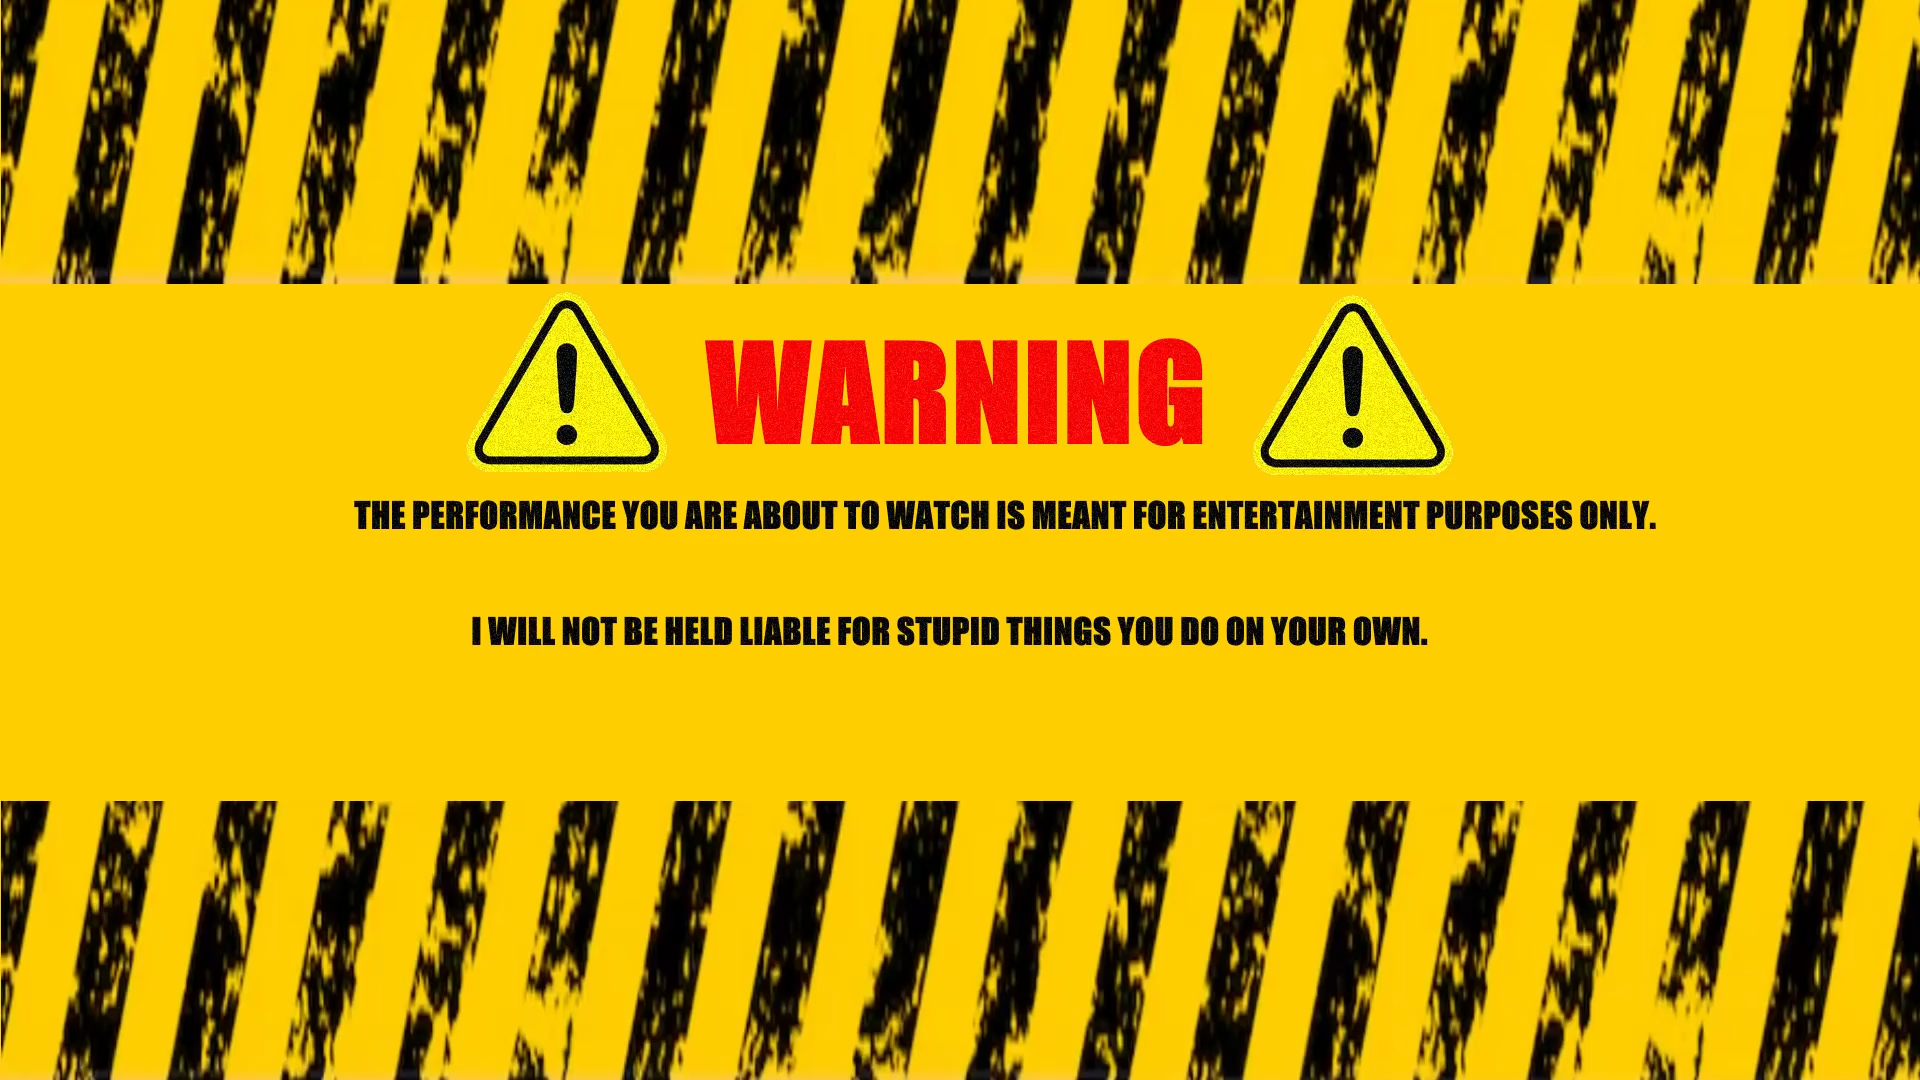 WARNING
THE PERFORMANCE YOU ARE ABOUT TO WATCH IS MEANT FOR ENTERTAINMENT PURPOSES ONLY.
I WILL NOT BE HELD LIABLE FOR STUPID THINGS YOU DO ON YOUR OWN.